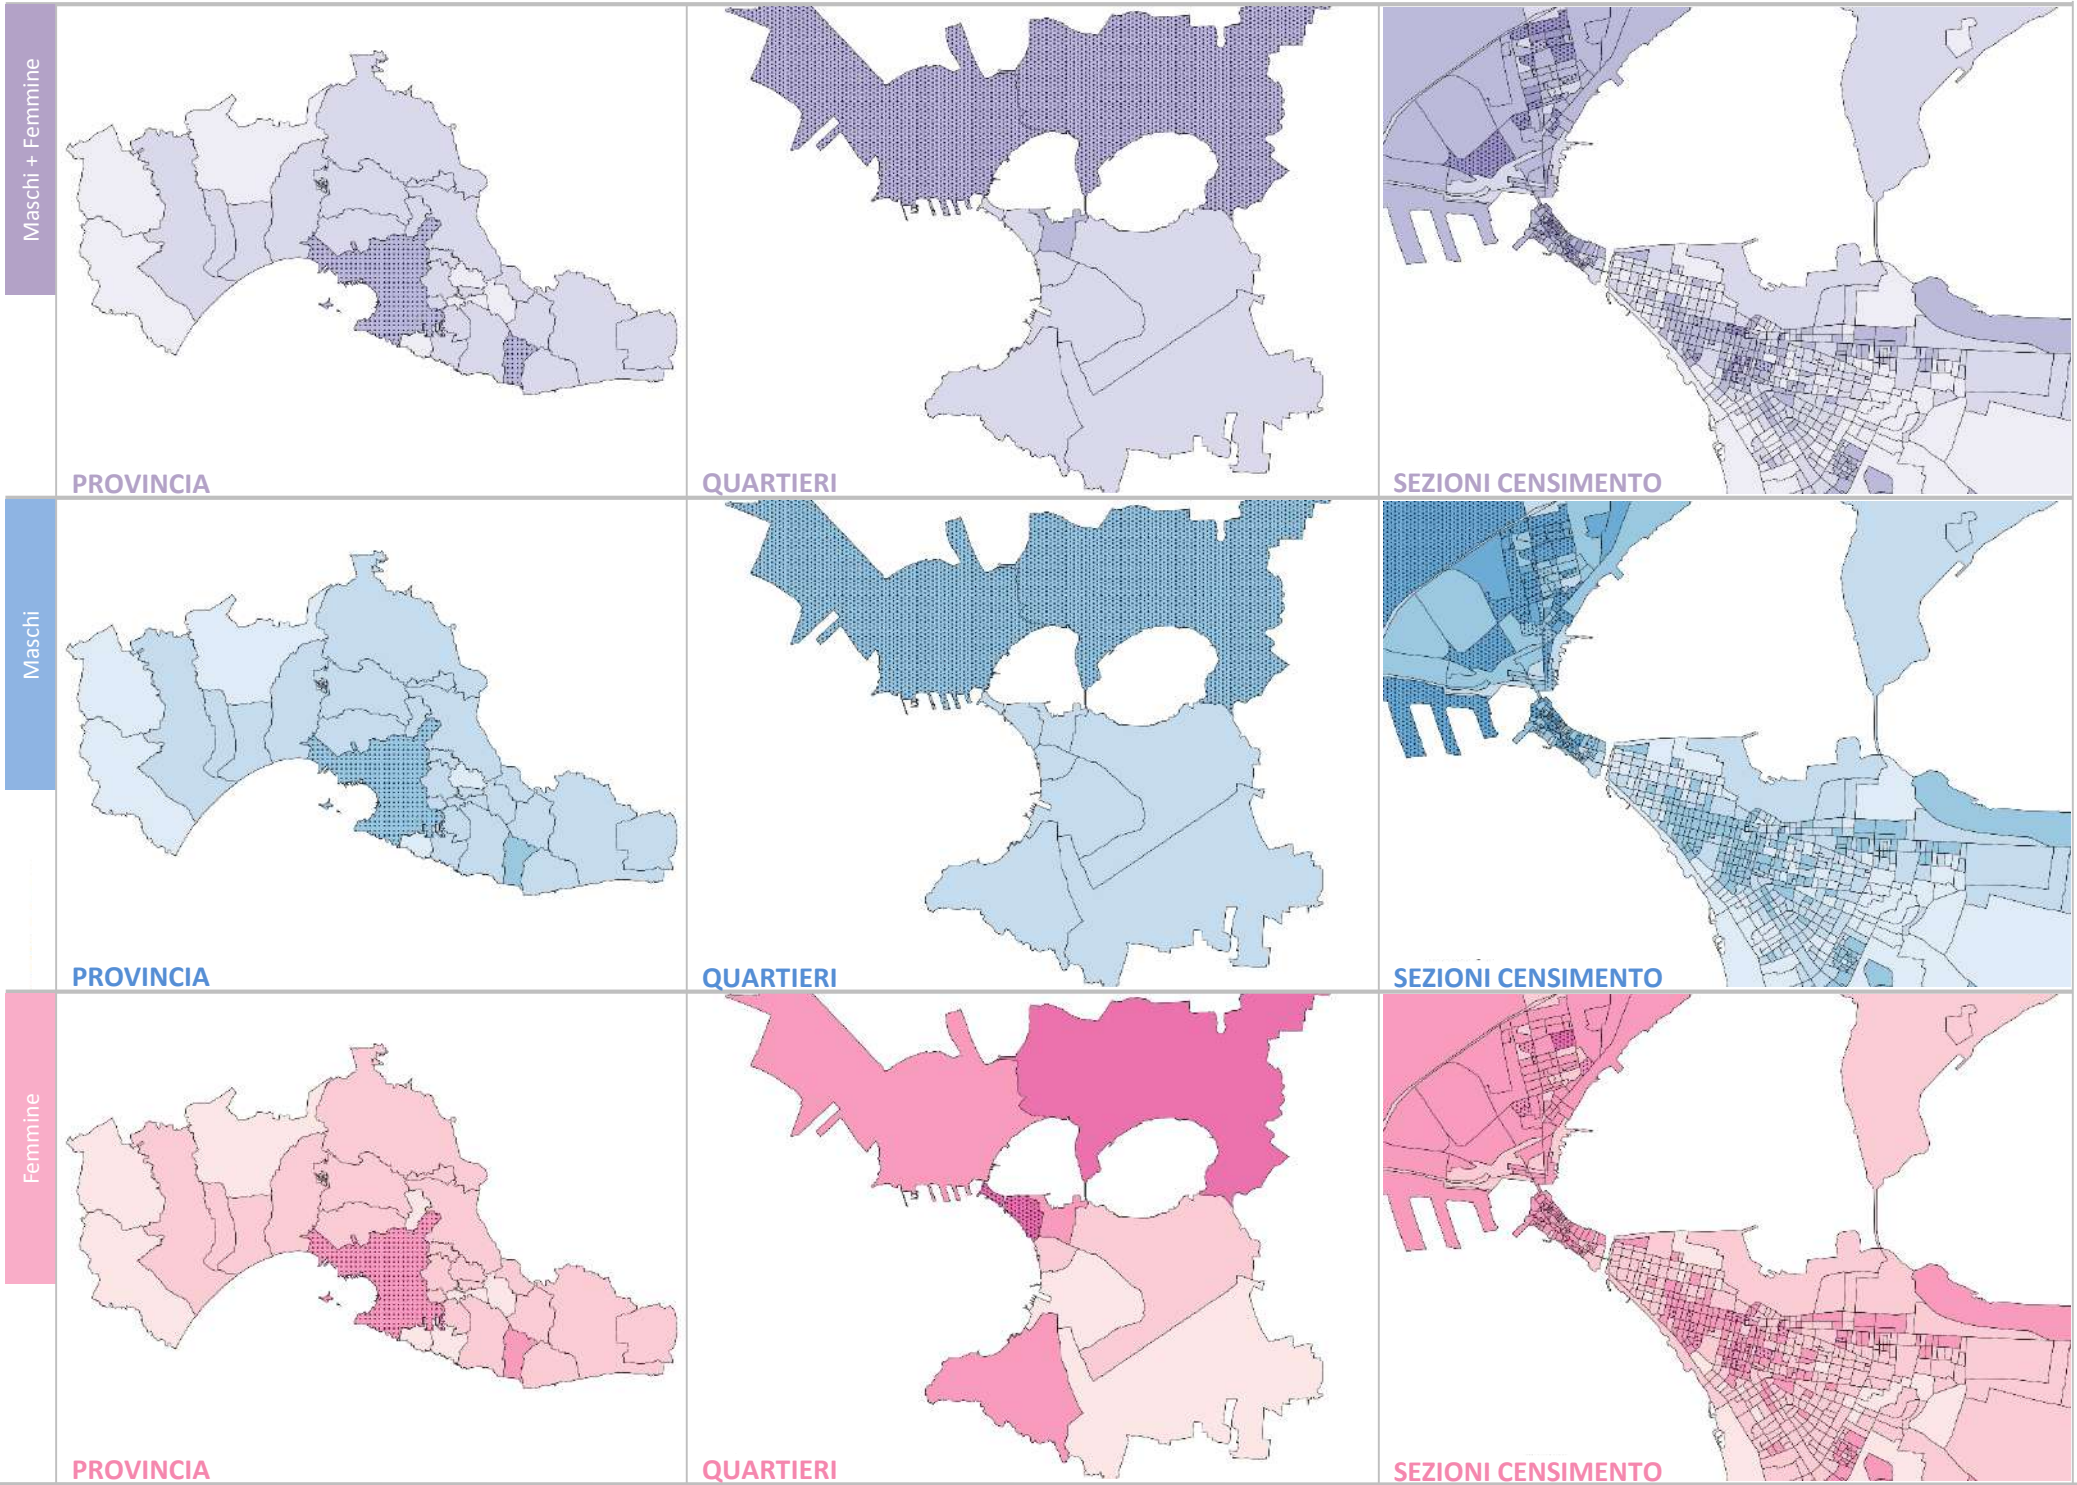 Maschi + Femmine
PROVINCIA
QUARTIERI
SEZIONI CENSIMENTO
Maschi
PROVINCIA
QUARTIERI
SEZIONI CENSIMENTO
Femmine
PROVINCIA
QUARTIERI
SEZIONI CENSIMENTO